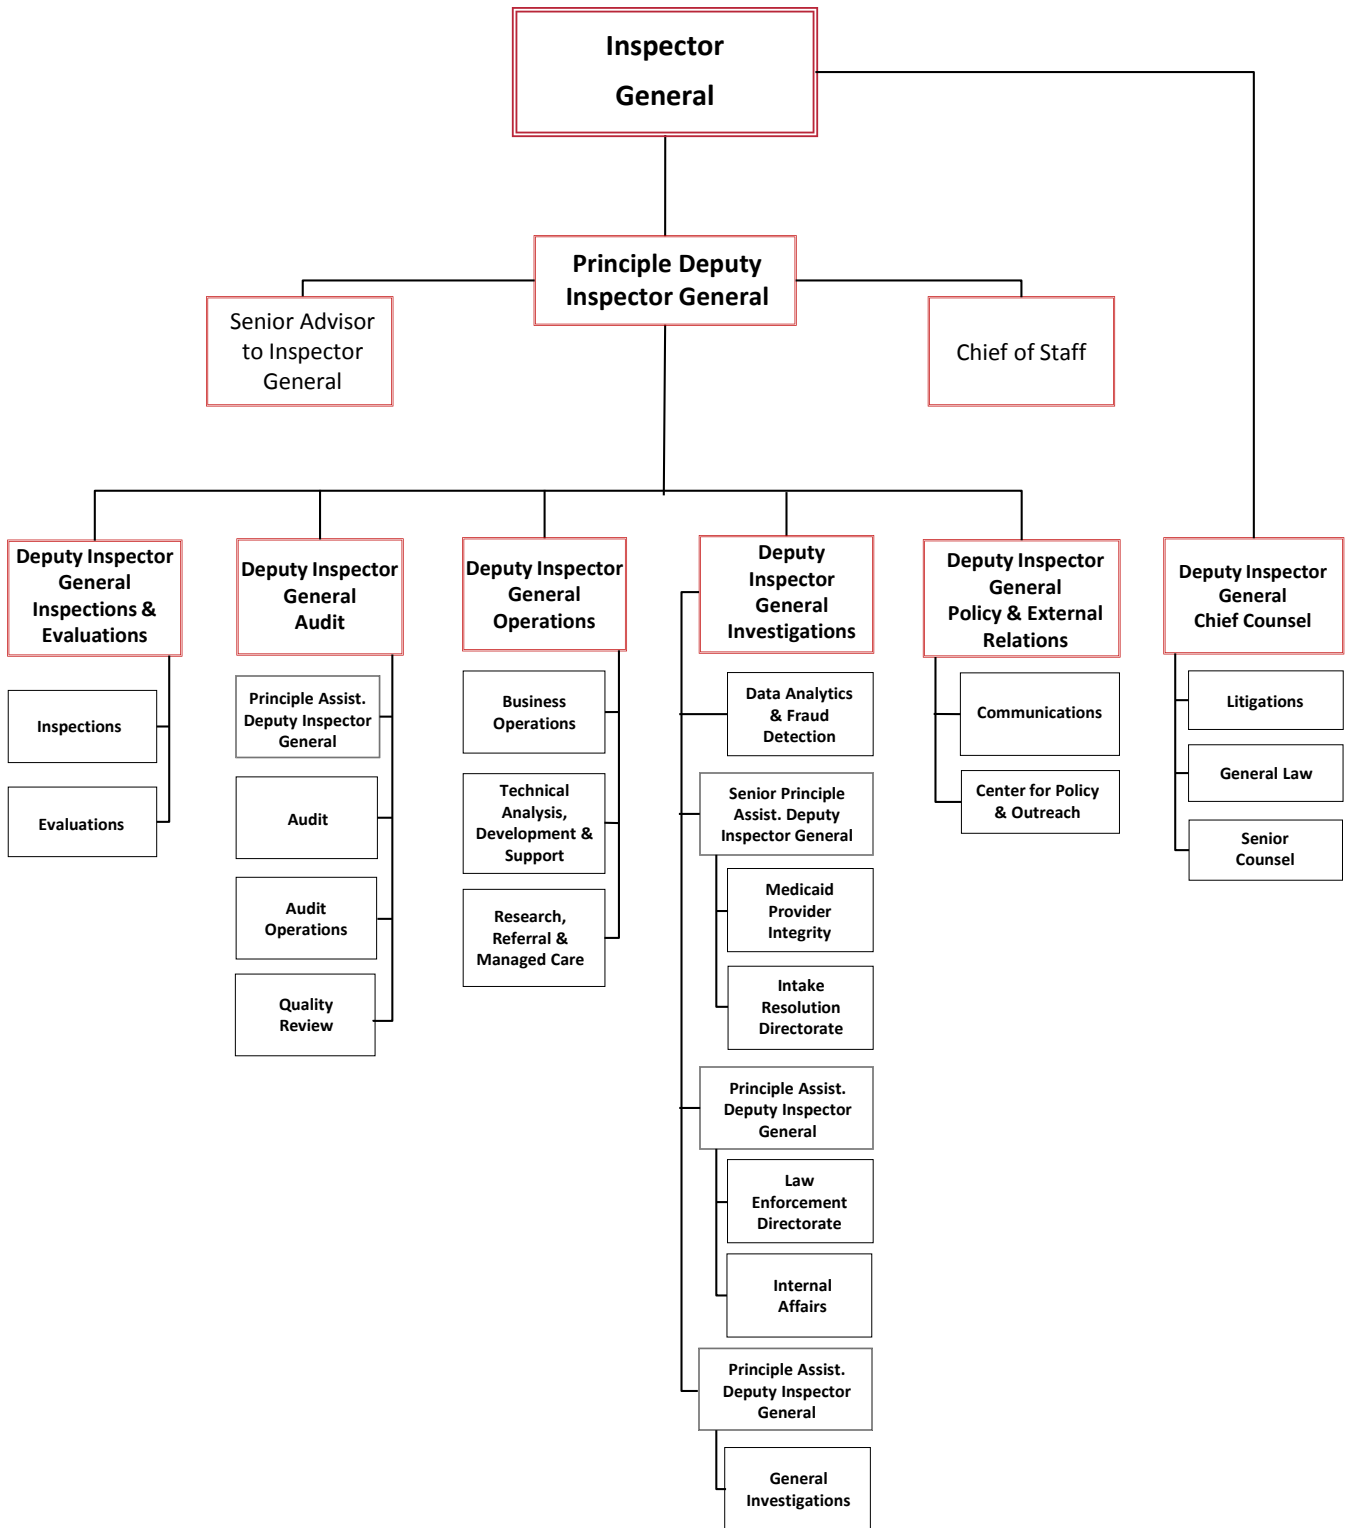 Inspector
General
Principle Deputy
Inspector General
Senior Advisor
to Inspector
General
Chief of Staff
Deputy Inspector
General
Inspections &
Evaluations
Inspections
Evaluations
Deputy Inspector
General
Audit
Principle Assist.
Deputy Inspector
General
Audit
Audit
Operations
Quality
Review
Deputy Inspector
General
Operations
Business
Operations
Technical
Analysis,
Development &
Support
Research,
Referral &
Managed Care
Deputy
Inspector
General
Investigations
Data Analytics
& Fraud
Detection
Senior Principle
Assist. Deputy
Inspector General
Medicaid
Provider
Integrity
Intake
Resolution
Directorate
Principle Assist.
Deputy Inspector
General
Law
Enforcement
Directorate
Internal
Affairs
Principle Assist.
Deputy Inspector
General
General
Investigations
Deputy Inspector
General
Policy & External
Relations
Communications
Center for Policy
& Outreach
Deputy Inspector
General
Chief Counsel
Litigations
General Law
Senior
Counsel